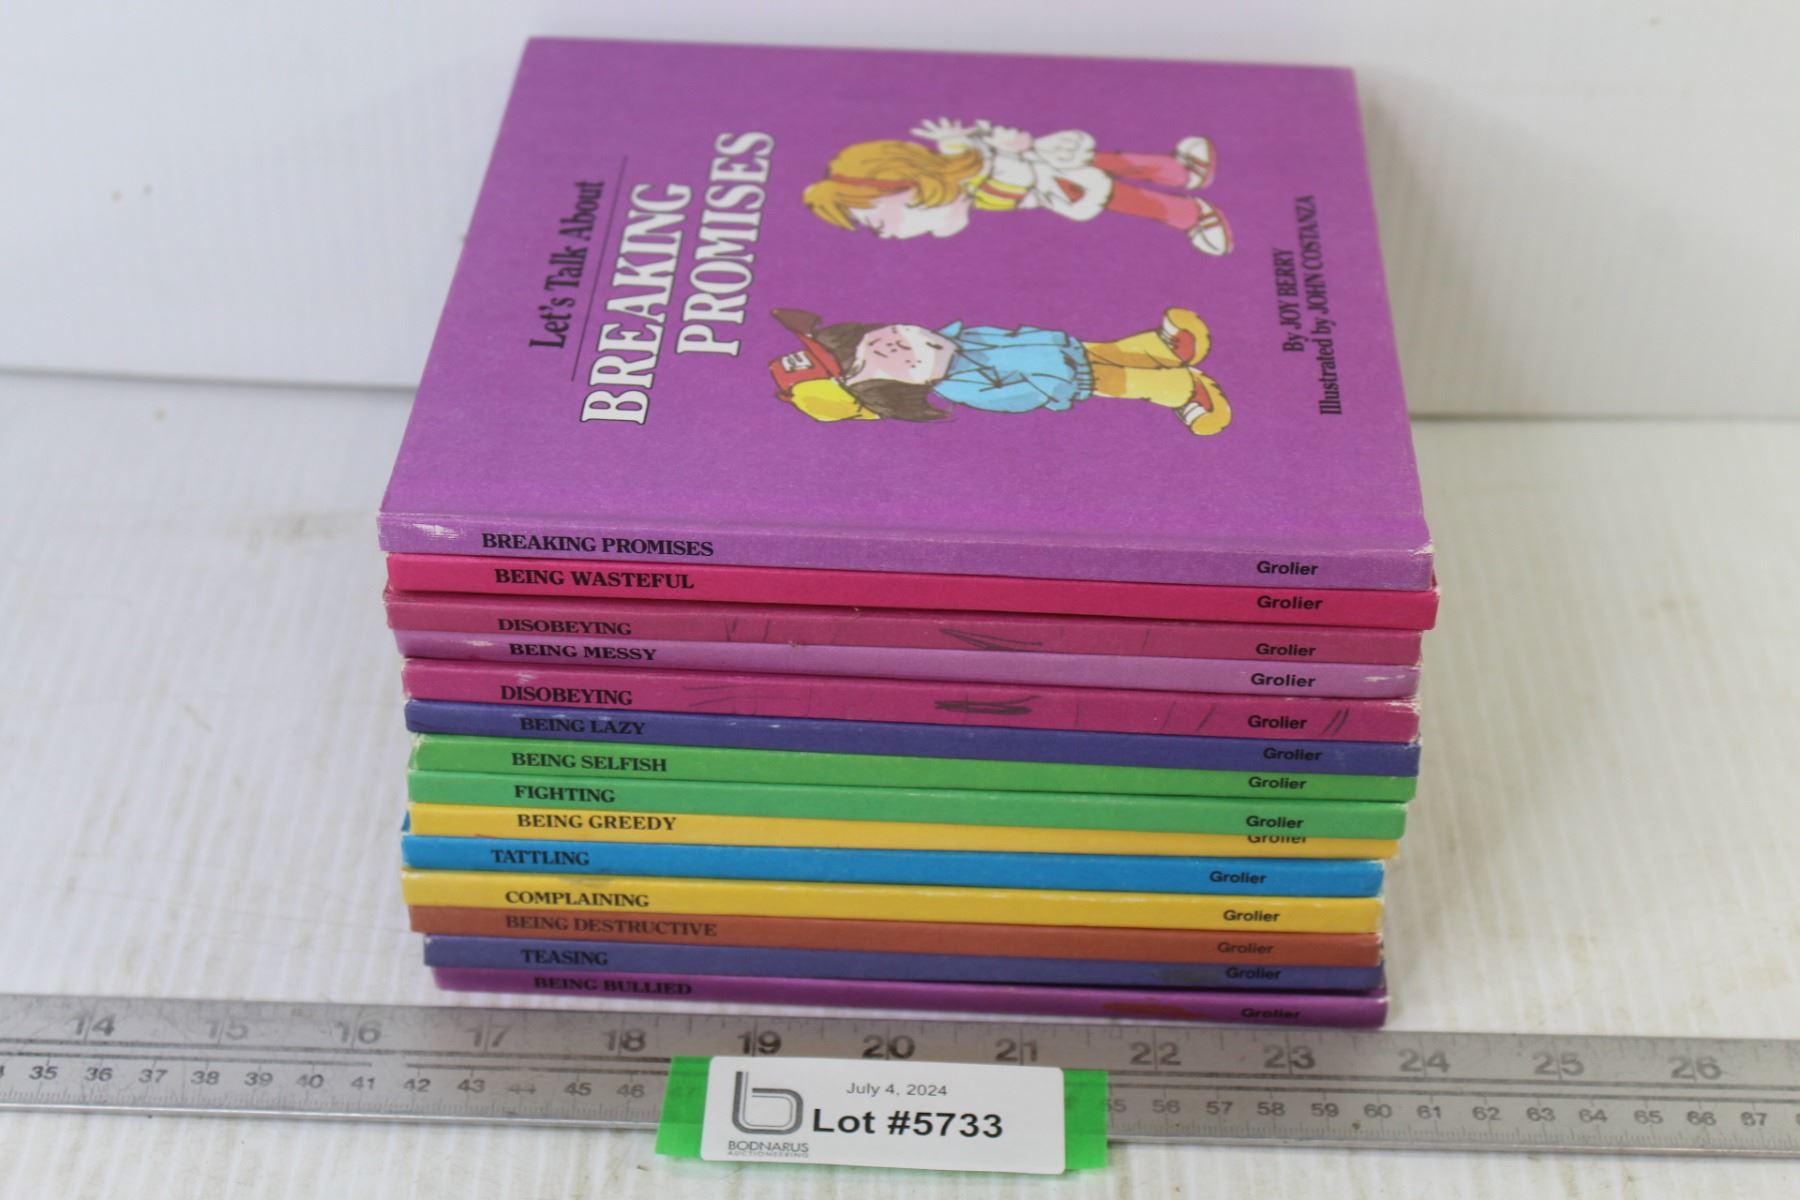 Let's Talk About
BREAKING
PROMISES
By JOY BERRY
Illustrated by JOHN COSTANZA
BREAKING PROMISES Grolier
BEING WASTEFUL Grolier
DISOBEYING Grolier
BEING MESSY Grolier
DISOBEYING Grolier
BEING LAZY Grolier
BEING SELFISH Grolier
FIGHTING Grolier
BEING GREEDY Grolier
TATTLING Grolier
COMPLAINING Grolier
BEING DESTRUCTIVE Grolier
TEASING Grolier
BEING BULLIED Grolier
14 15 16 17 18 19 20 21 22 23 24 25 26
35 36 37 38 39 40 41 42 43 44 45 46 47 55 56 57 58 59 60 61 62 63 64 65 66 67
July 4, 2024
Lot #5733
BODNARUS
AUCTIONEERING